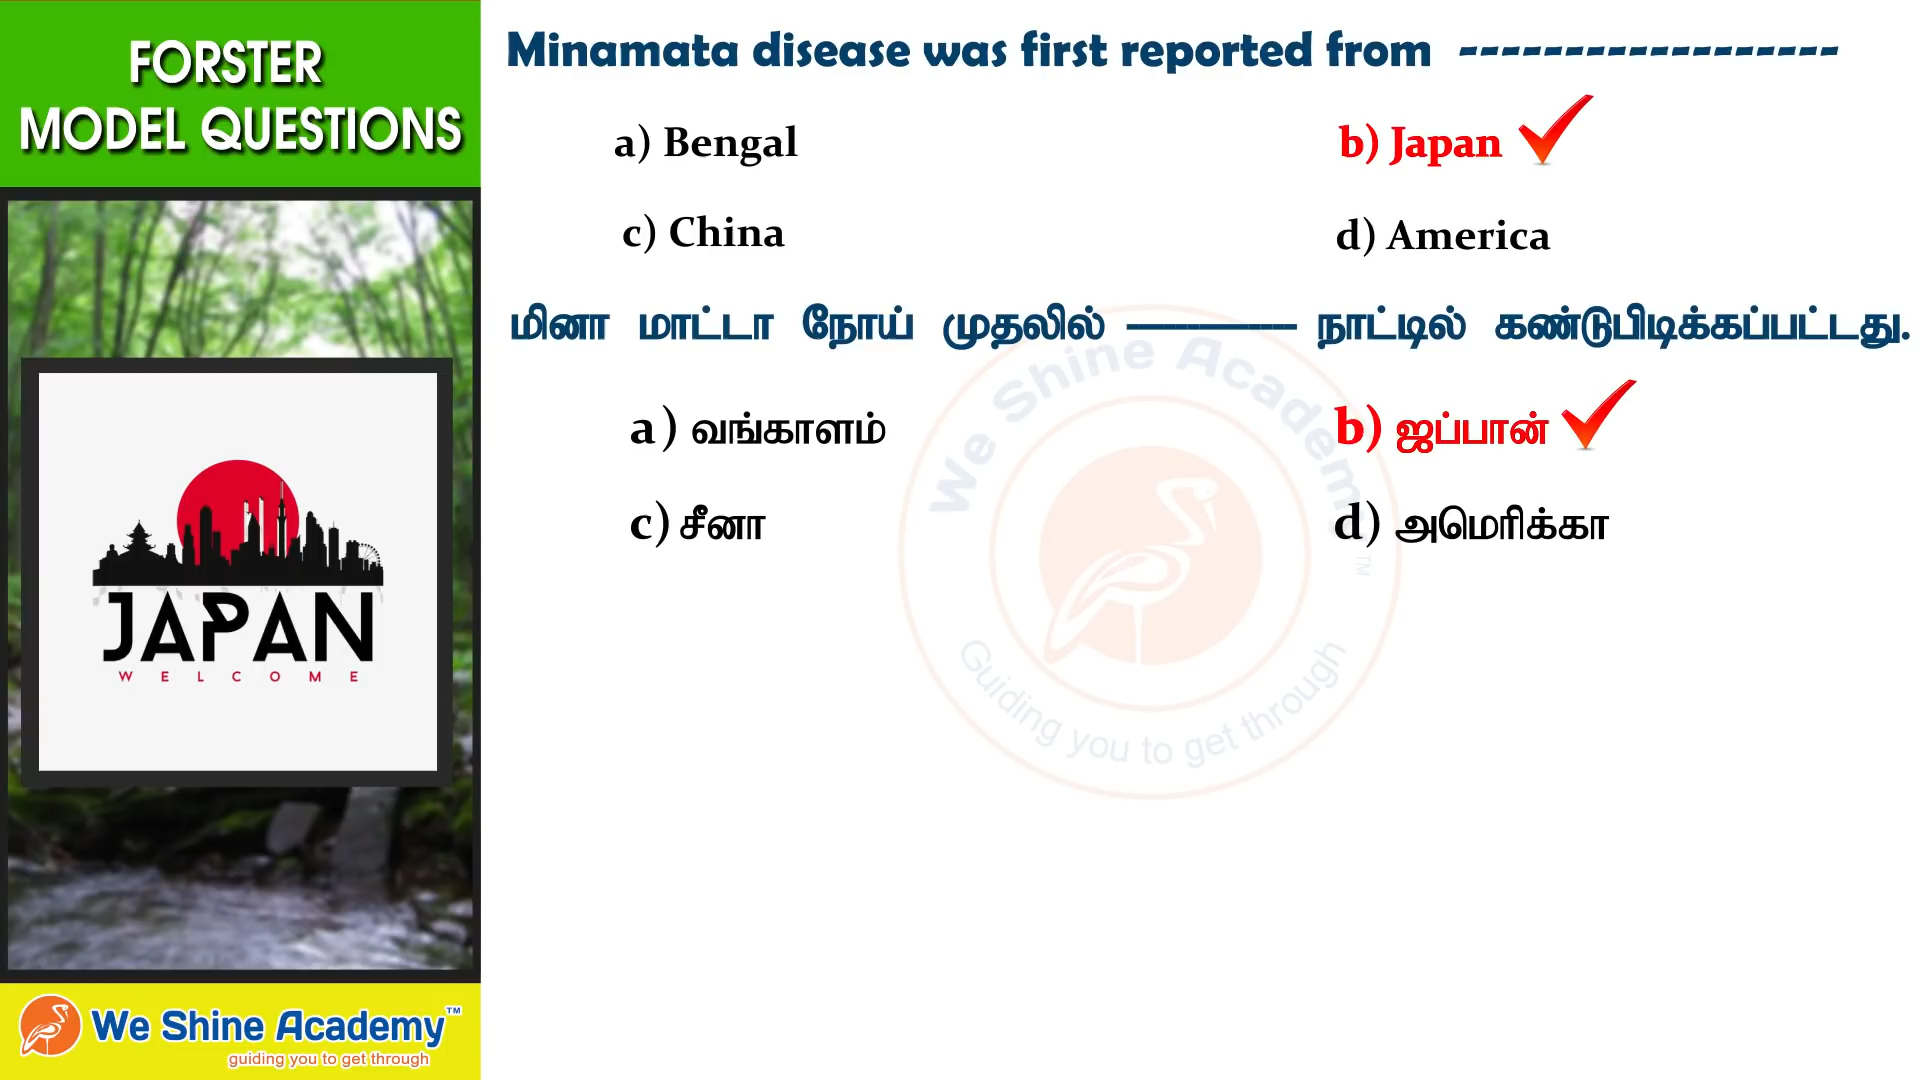 FORSTER
MODEL QUESTIONS
Minamata disease was first reported from ------------------
a) Bengal
b) Japan
c) China
d) America
மினா மாட்டா நோய் முதலில் ---------------- நாட்டில் கண்டுபிடிக்கப்பட்டது.
a) வங்காளம்
b) ஜப்பான்
c) சீனா
d) அமெரிக்கா
We Shine Academy
TM
Guiding you to get through
JAPAN
WELCOME
We Shine Academy TM
guiding you to get through